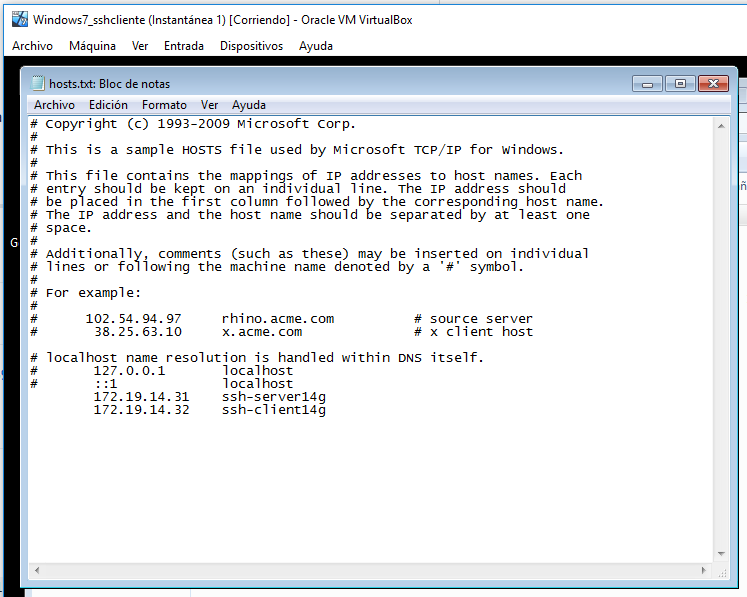 Windows7_sshcliente (Instantánea 1) [Corriendo] - Oracle VM VirtualBox
Archivo Máquina Ver Entrada Dispositivos Ayuda
hosts.txt: Bloc de notas
Archivo Edición Formato Ver Ayuda
# Copyright (c) 1993-2009 Microsoft Corp.
#
# This is a sample HOSTS file used by Microsoft TCP/IP for Windows.
#
# This file contains the mappings of IP addresses to host names. Each
# entry should be kept on an individual line. The IP address should
# be placed in the first column followed by the corresponding host name.
# The IP address and the host name should be separated by at least one
# space.
#
# Additionally, comments (such as these) may be inserted on individual
# lines or following the machine name denoted by a '#' symbol.
#
# For example:
#
#      102.54.94.97     rhino.acme.com          # source server
#       38.25.63.10     x.acme.com              # x client host

# localhost name resolution is handled within DNS itself.
#       127.0.0.1       localhost
#       ::1             localhost
        172.19.14.31    ssh-server14g
        172.19.14.32    ssh-client14g
G